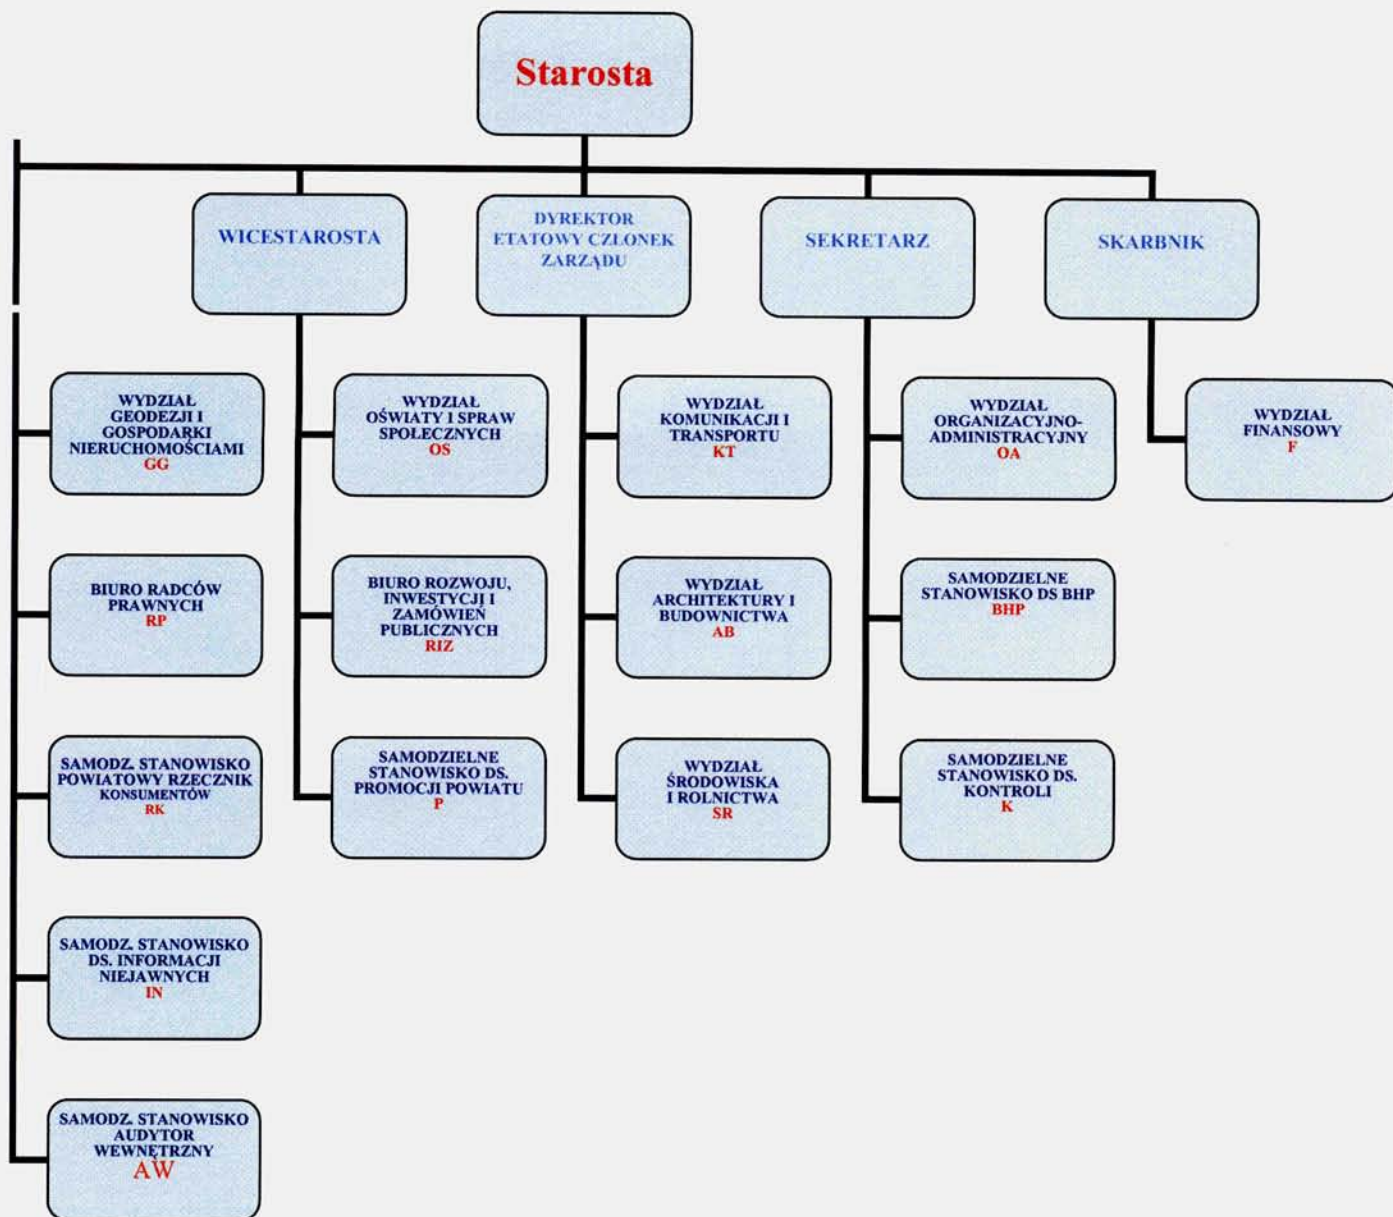 Starosta
WICESTAROSTA
DYREKTOR
ETATOWY CZŁONEK
ZARZĄDU
SEKRETARZ
SKARBNIK
WYDZIAŁ
GEODEZJI I
GOSPODARKI
NIERUCHOMOŚCIAMI
GG
WYDZIAŁ
OŚWIATY I SPRAW
SPOŁECZNYCH
OS
WYDZIAŁ
KOMUNIKACJI I
TRANSPORTU
KT
WYDZIAŁ
ORGANIZACYJNO-
ADMINISTRACYJNY
OA
WYDZIAŁ
FINANSOWY
F
BIURO RADCÓW
PRAWNYCH
RP
BIURO ROZWOJU,
INWESTYCJI I
ZAMÓWIEŃ
PUBLICZNYCH
RIZ
WYDZIAŁ
ARCHITEKTURY I
BUDOWNICTWA
AB
SAMODZIELNE
STANOWISKO DS BHP
BHP
SAMODZ. STANOWISKO
POWIATOWY RZECZNIK
KONSUMENTÓW
RK
SAMODZIELNE
STANOWISKO DS.
PROMOCJI POWIATU
P
WYDZIAŁ
ŚRODOWISKA
I ROLNICTWA
SR
SAMODZIELNE
STANOWISKO DS.
KONTROLI
K
SAMODZ. STANOWISKO
DS. INFORMACJI
NIEJAWNYCH
IN
SAMODZ. STANOWISKO
AUDYTOR
WEWNĘTRZNY
AW